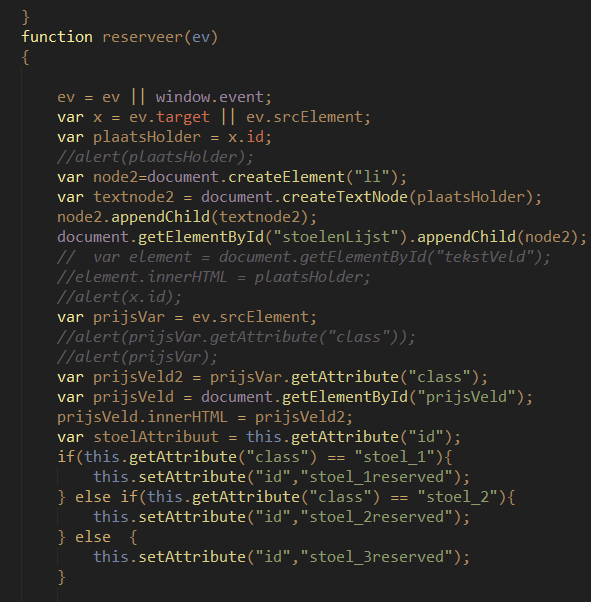 }
function reserveer(ev)
{
ev = ev || window.event;
var x = ev.target || ev.srcElement;
var plaatsHolder = x.id;
//alert(plaatsHolder);
var node2=document.createElement("li");
var textnode2 = document.createTextNode(plaatsHolder);
node2.appendChild(textnode2);
document.getElementById("stoelenLijst").appendChild(node2);
//  var element = document.getElementById("tekstVeld");
//element.innerHTML = plaatsHolder;
//alert(x.id);
var prijsVar = ev.srcElement;
//alert(prijsVar.getAttribute("class"));
//alert(prijsVar);
var prijsVeld2 = prijsVar.getAttribute("class");
var prijsVeld = document.getElementById("prijsVeld");
prijsVeld.innerHTML = prijsVeld2;
var stoelAttribuut = this.getAttribute("id");
if(this.getAttribute("class") == "stoel_1"){
this.setAttribute("id","stoel_1reserved");
} else if(this.getAttribute("class") == "stoel_2"){
this.setAttribute("id","stoel_2reserved");
} else  {
this.setAttribute("id","stoel_3reserved");
}